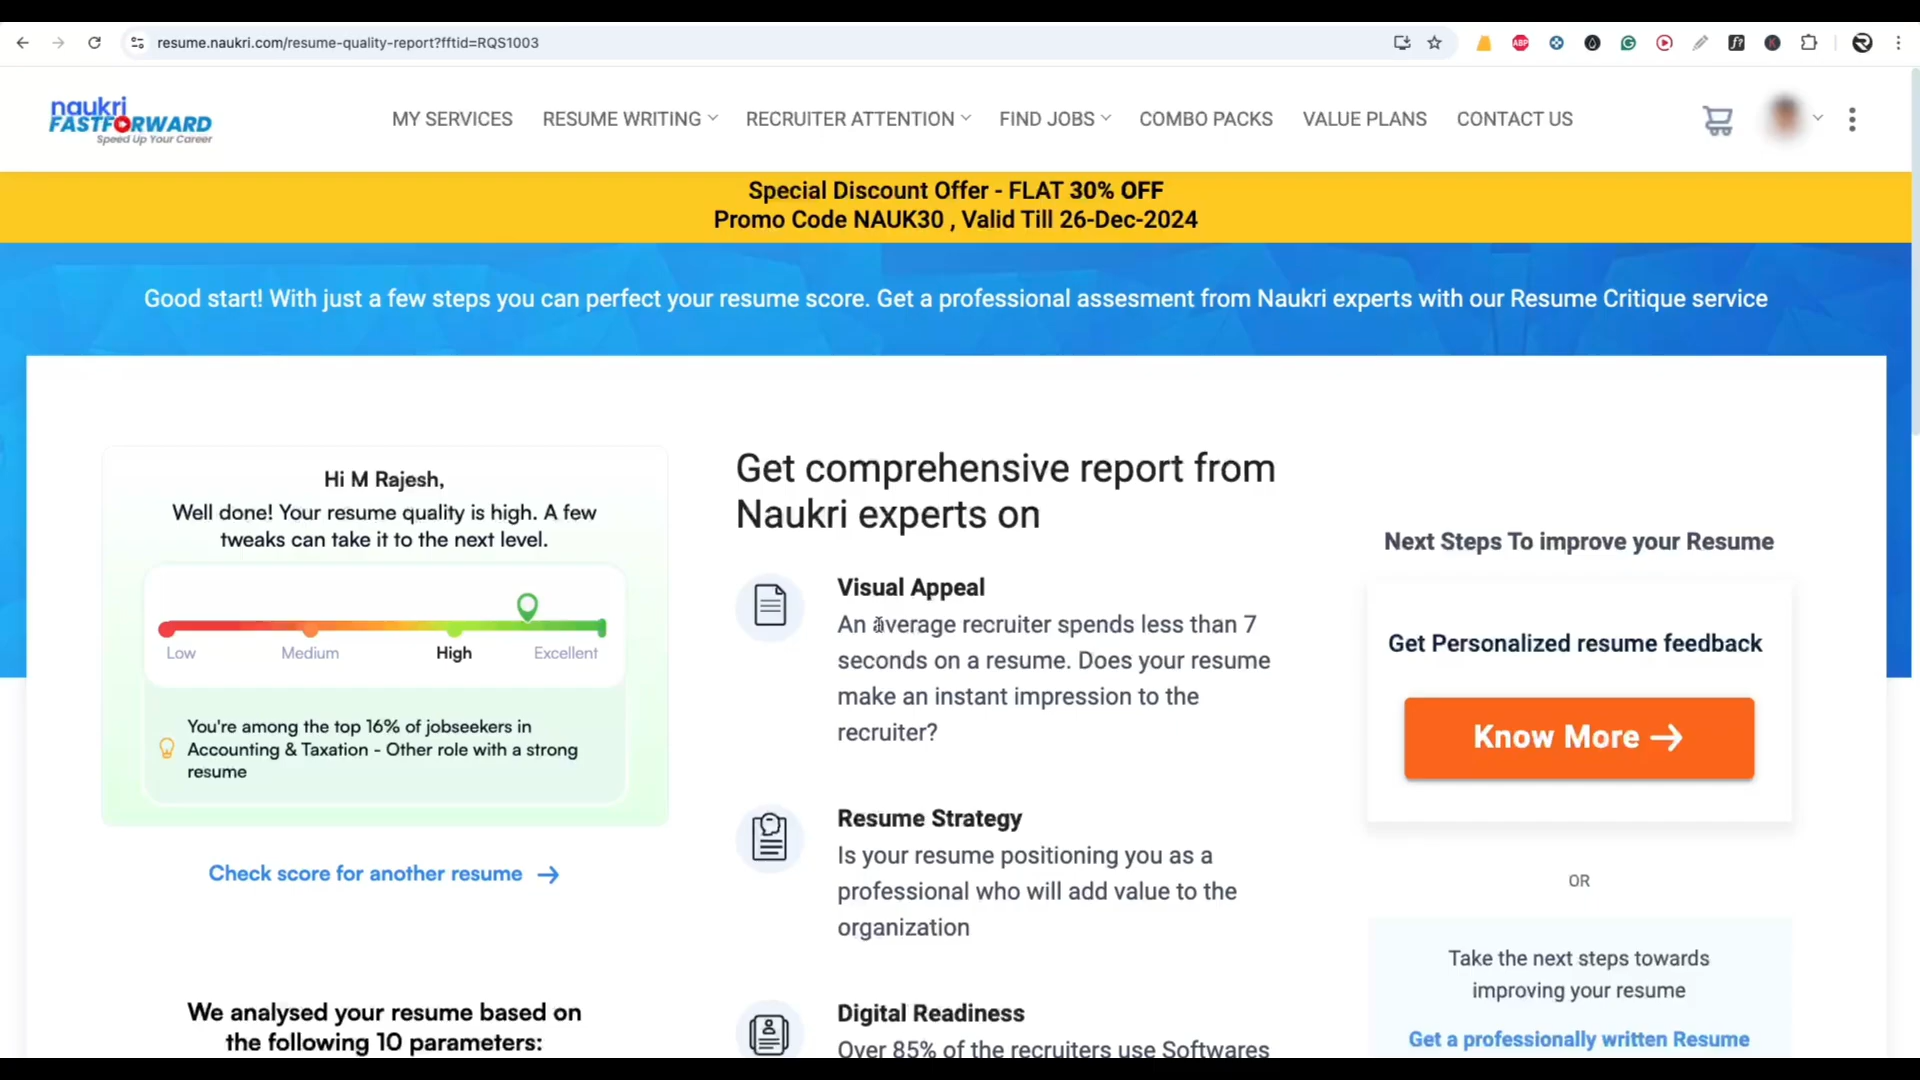 resume.naukri.com/resume-quality-report?fftid=RQS1003
ABP
naukri
FASTFORWARD
Speed Up Your Career
MY SERVICES
RESUME WRITING
RECRUITER ATTENTION
FIND JOBS
COMBO PACKS
VALUE PLANS
CONTACT US
Special Discount Offer - FLAT 30% OFF
Promo Code NAUK30 , Valid Till 26-Dec-2024
Good start! With just a few steps you can perfect your resume score. Get a professional assesment from Naukri experts with our Resume Critique service
Hi M Rajesh,
Well done! Your resume quality is high. A few
tweaks can take it to the next level.
Low
Medium
High
Excellent
You're among the top 16% of jobseekers in
Accounting & Taxation - Other role with a strong
resume
Check score for another resume
We analysed your resume based on
the following 10 parameters:
Get comprehensive report from
Naukri experts on
Visual Appeal
An average recruiter spends less than 7
seconds on a resume. Does your resume
make an instant impression to the
recruiter?
Resume Strategy
Is your resume positioning you as a
professional who will add value to the
organization
Digital Readiness
Over 85% of the recruiters use Softwares
Next Steps To improve your Resume
Get Personalized resume feedback
Know More
OR
Take the next steps towards
improving your resume
Get a professionally written Resume